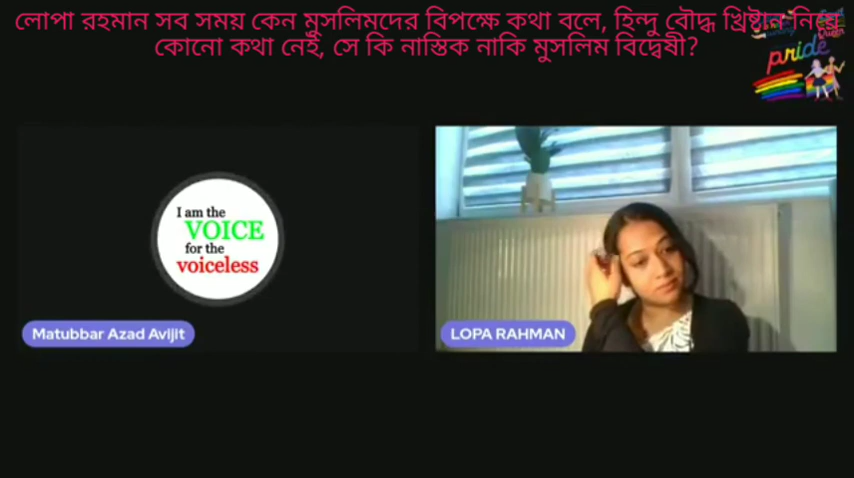 লোপা রহমান সব সময় কেন মুসলিমদের বিপক্ষে কথা বলে, হিন্দু বৌদ্ধ খ্রিষ্টান নিয়ে
কোনো কথা নেই, সে কি নাস্তিক নাকি মুসলিম বিদ্বেষী?
pride
I am the
VOICE
for the
voiceless
Matubbar Azad Avijit
LOPA RAHMAN